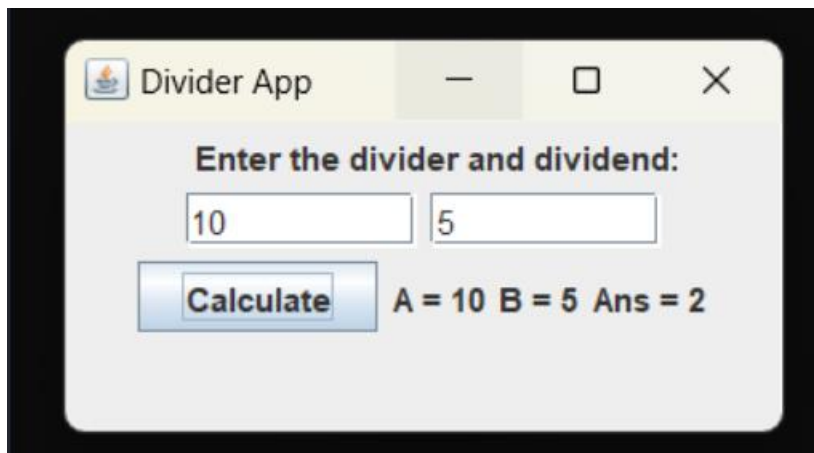 Divider App
Enter the divider and dividend:
10 5
Calculate A = 10 B = 5 Ans = 2